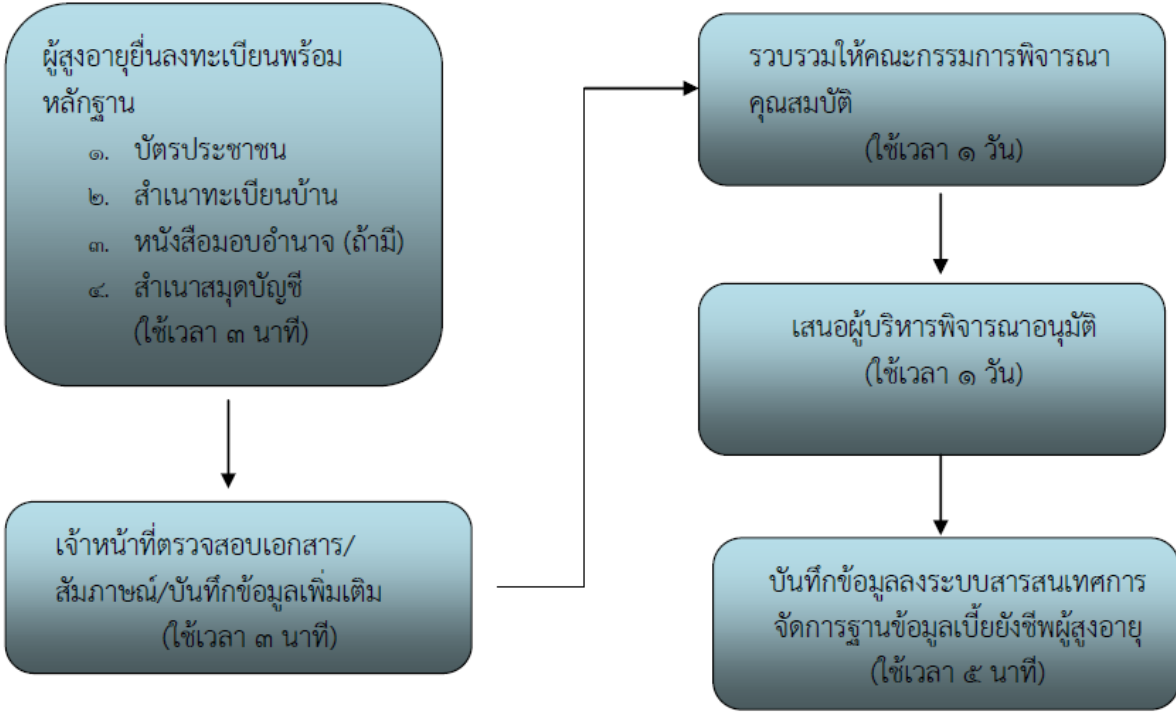 ผู้สูงอายุยื่นลงทะเบียนพร้อม
หลักฐาน
๑. บัตรประชาชน
๒. สำเนาทะเบียนบ้าน
๓. หนังสือมอบอำนาจ (ถ้ามี)
๔. สำเนาสมุดบัญชี
(ใช้เวลา ๓ นาที)
เจ้าหน้าที่ตรวจสอบเอกสาร/
สัมภาษณ์/บันทึกข้อมูลเพิ่มเติม
(ใช้เวลา ๓ นาที)
รวบรวมให้คณะกรรมการพิจารณา
คุณสมบัติ
(ใช้เวลา ๑ วัน)
เสนอผู้บริหารพิจารณาอนุมัติ
(ใช้เวลา ๑ วัน)
บันทึกข้อมูลลงระบบสารสนเทศการ
จัดการฐานข้อมูลเบี้ยยังชีพผู้สูงอายุ
(ใช้เวลา ๕ นาที)